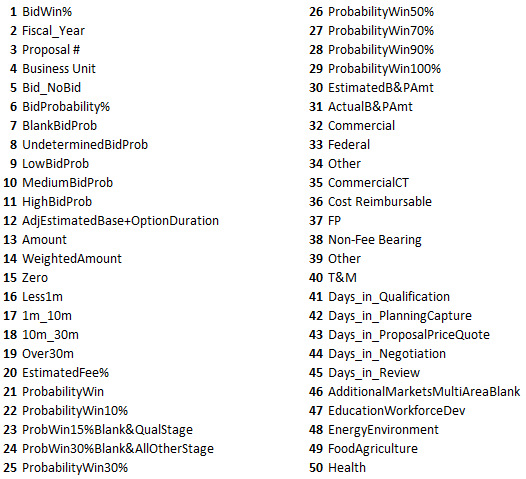 1 BidWin%
2 Fiscal_Year
3 Proposal #
4 Business Unit
5 Bid_NoBid
6 BidProbability%
7 BlankBidProb
8 UndeterminedBidProb
9 LowBidProb
10 MediumBidProb
11 HighBidProb
12 AdjEstimatedBase+OptionDuration
13 Amount
14 WeightedAmount
15 Zero
16 Less1m
17 1m_10m
18 10m_30m
19 Over30m
20 EstimatedFee%
21 ProbabilityWin
22 ProbabilityWin10%
23 ProbWin15%Blank&QualStage
24 ProbWin30%Blank&AllOtherStage
25 ProbabilityWin30%
26 ProbabilityWin50%
27 ProbabilityWin70%
28 ProbabilityWin90%
29 ProbabilityWin100%
30 EstimatedB&PAmt
31 ActualB&PAmt
32 Commercial
33 Federal
34 Other
35 CommercialCT
36 Cost Reimbursable
37 FP
38 Non-Fee Bearing
39 Other
40 T&M
41 Days_in_Qualification
42 Days_in_PlanningCapture
43 Days_in_ProposalPriceQuote
44 Days_in_Negotiation
45 Days_in_Review
46 AdditionalMarketsMultiAreaBlank
47 EducationWorkforceDev
48 EnergyEnvironment
49 FoodAgriculture
50 Health